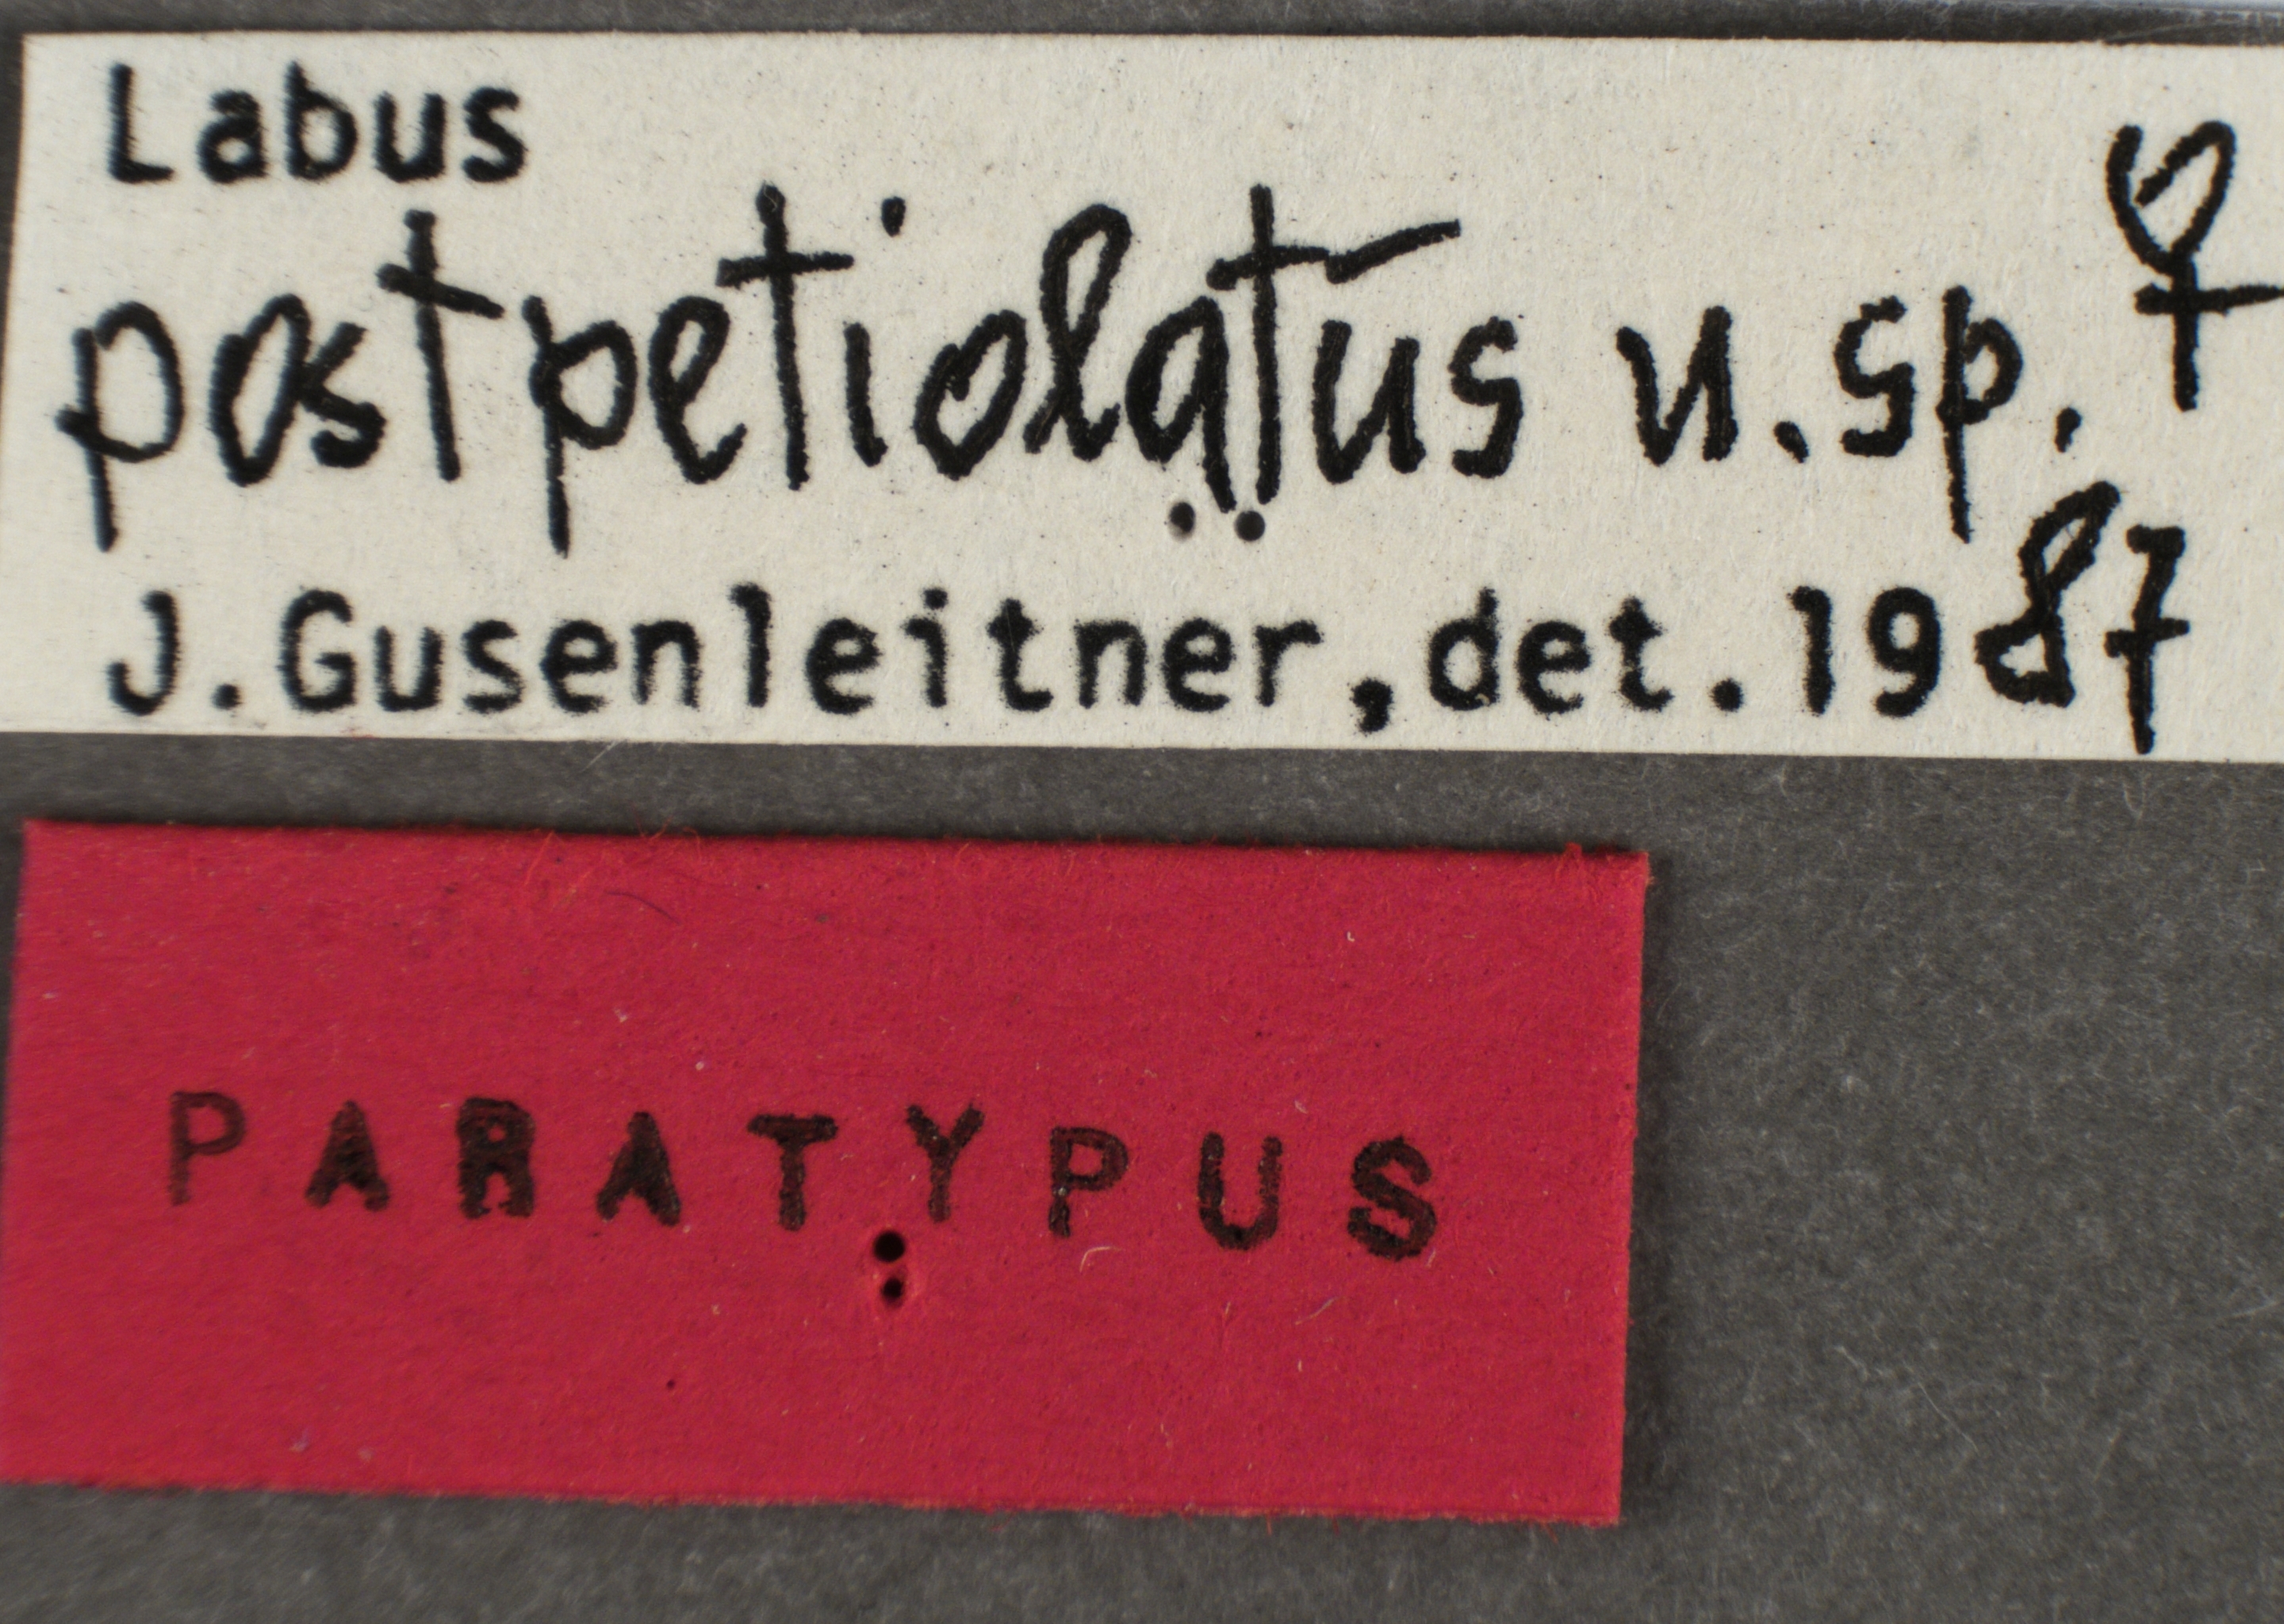 Labus
postpetiolatus n.sp. ♀
J.Gusenleitner,det.1987
PARATYPUS